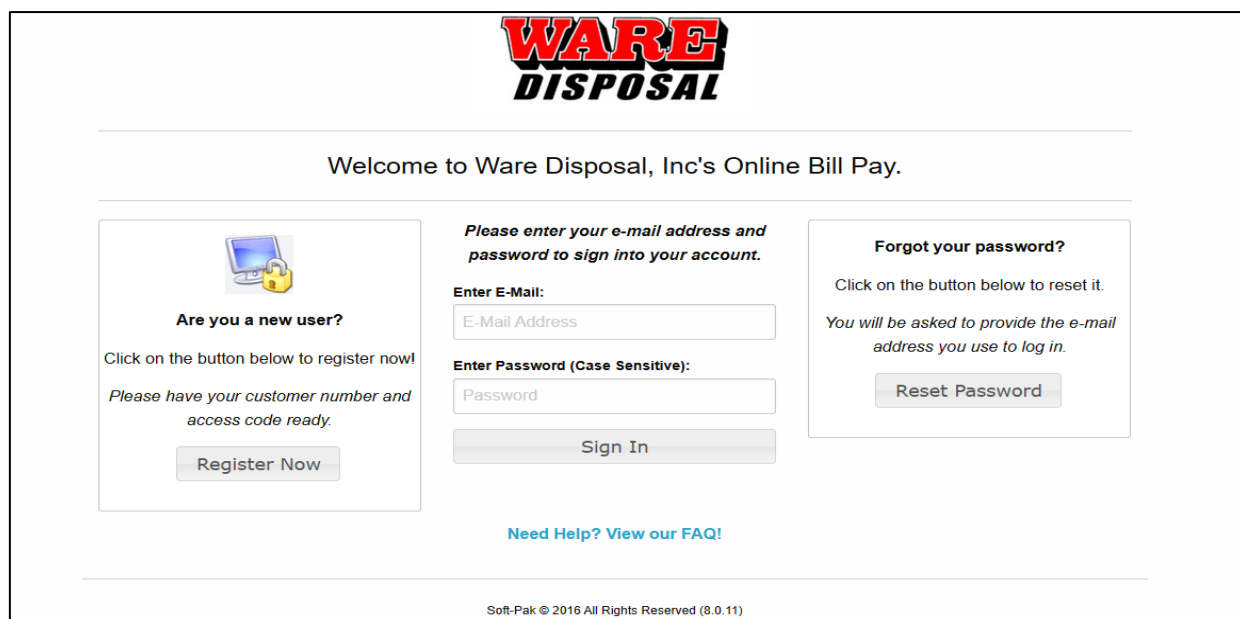 WARE
DISPOSAL
Welcome to Ware Disposal, Inc's Online Bill Pay.
Are you a new user?
Click on the button below to register now!
Please have your customer number and
access code ready.
Register Now
Please enter your e-mail address and
password to sign into your account.
Enter E-Mail:
E-Mail Address
Enter Password (Case Sensitive):
Password
Sign In
Forgot your password?
Click on the button below to reset it.
You will be asked to provide the e-mail
address you use to log in.
Reset Password
Need Help? View our FAQ!
Soft-Pak © 2016 All Rights Reserved (8.0.11)